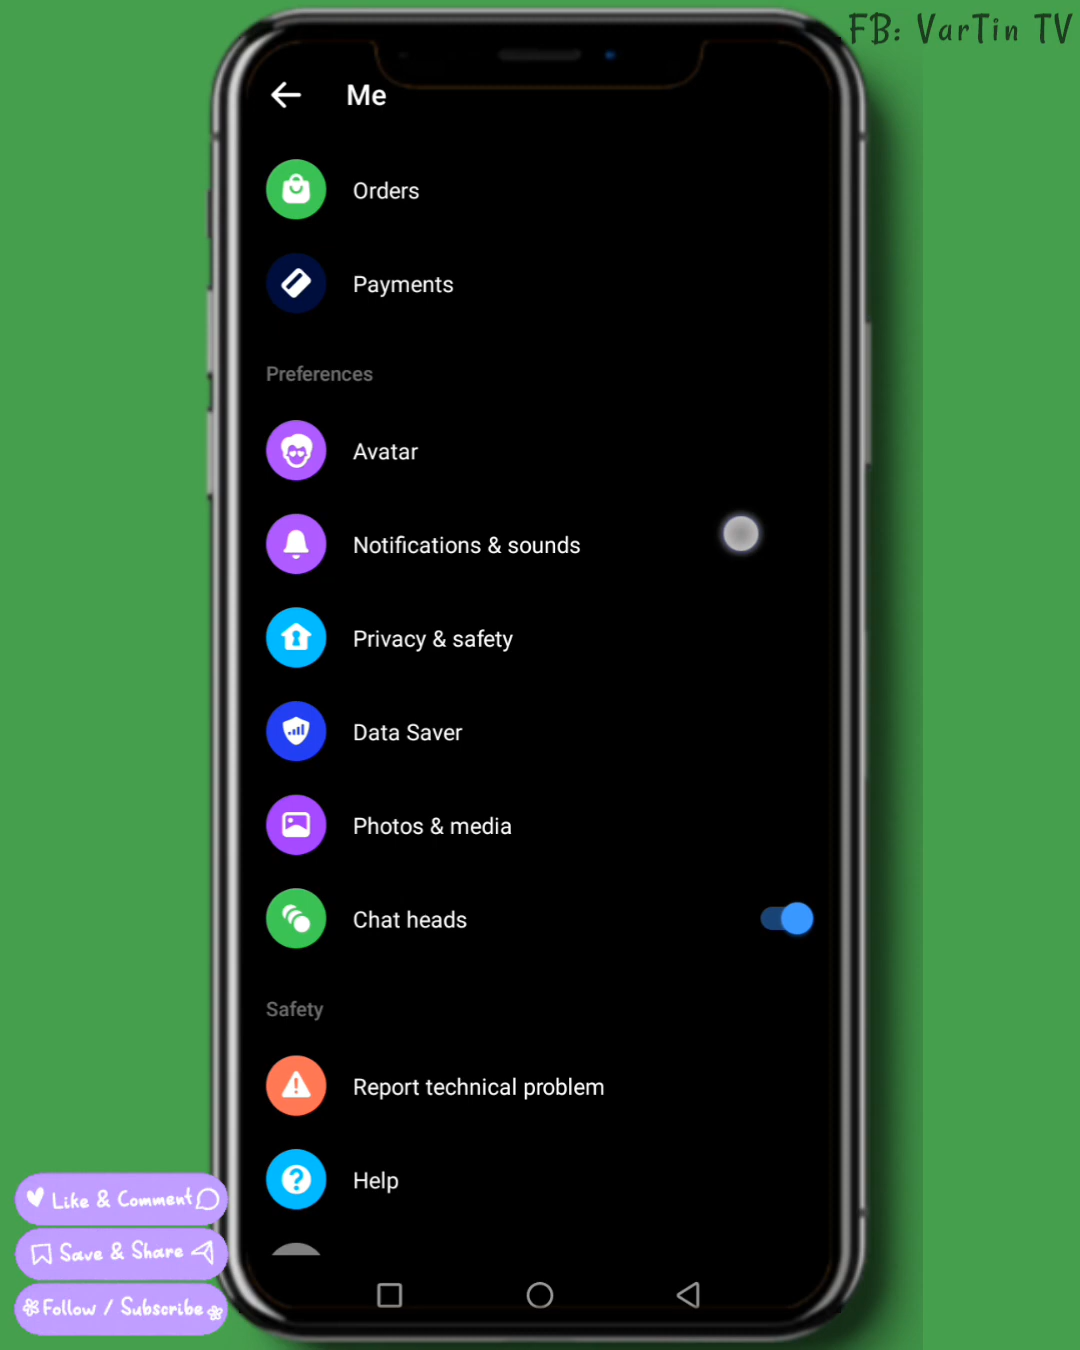 FB: VarTin TV
Me
Orders
Payments
Preferences
Avatar
Notifications & sounds
Privacy & safety
Data Saver
Photos & media
Chat heads
Safety
Report technical problem
Help
Like & Comment
Save & Share
Follow / Subscribe